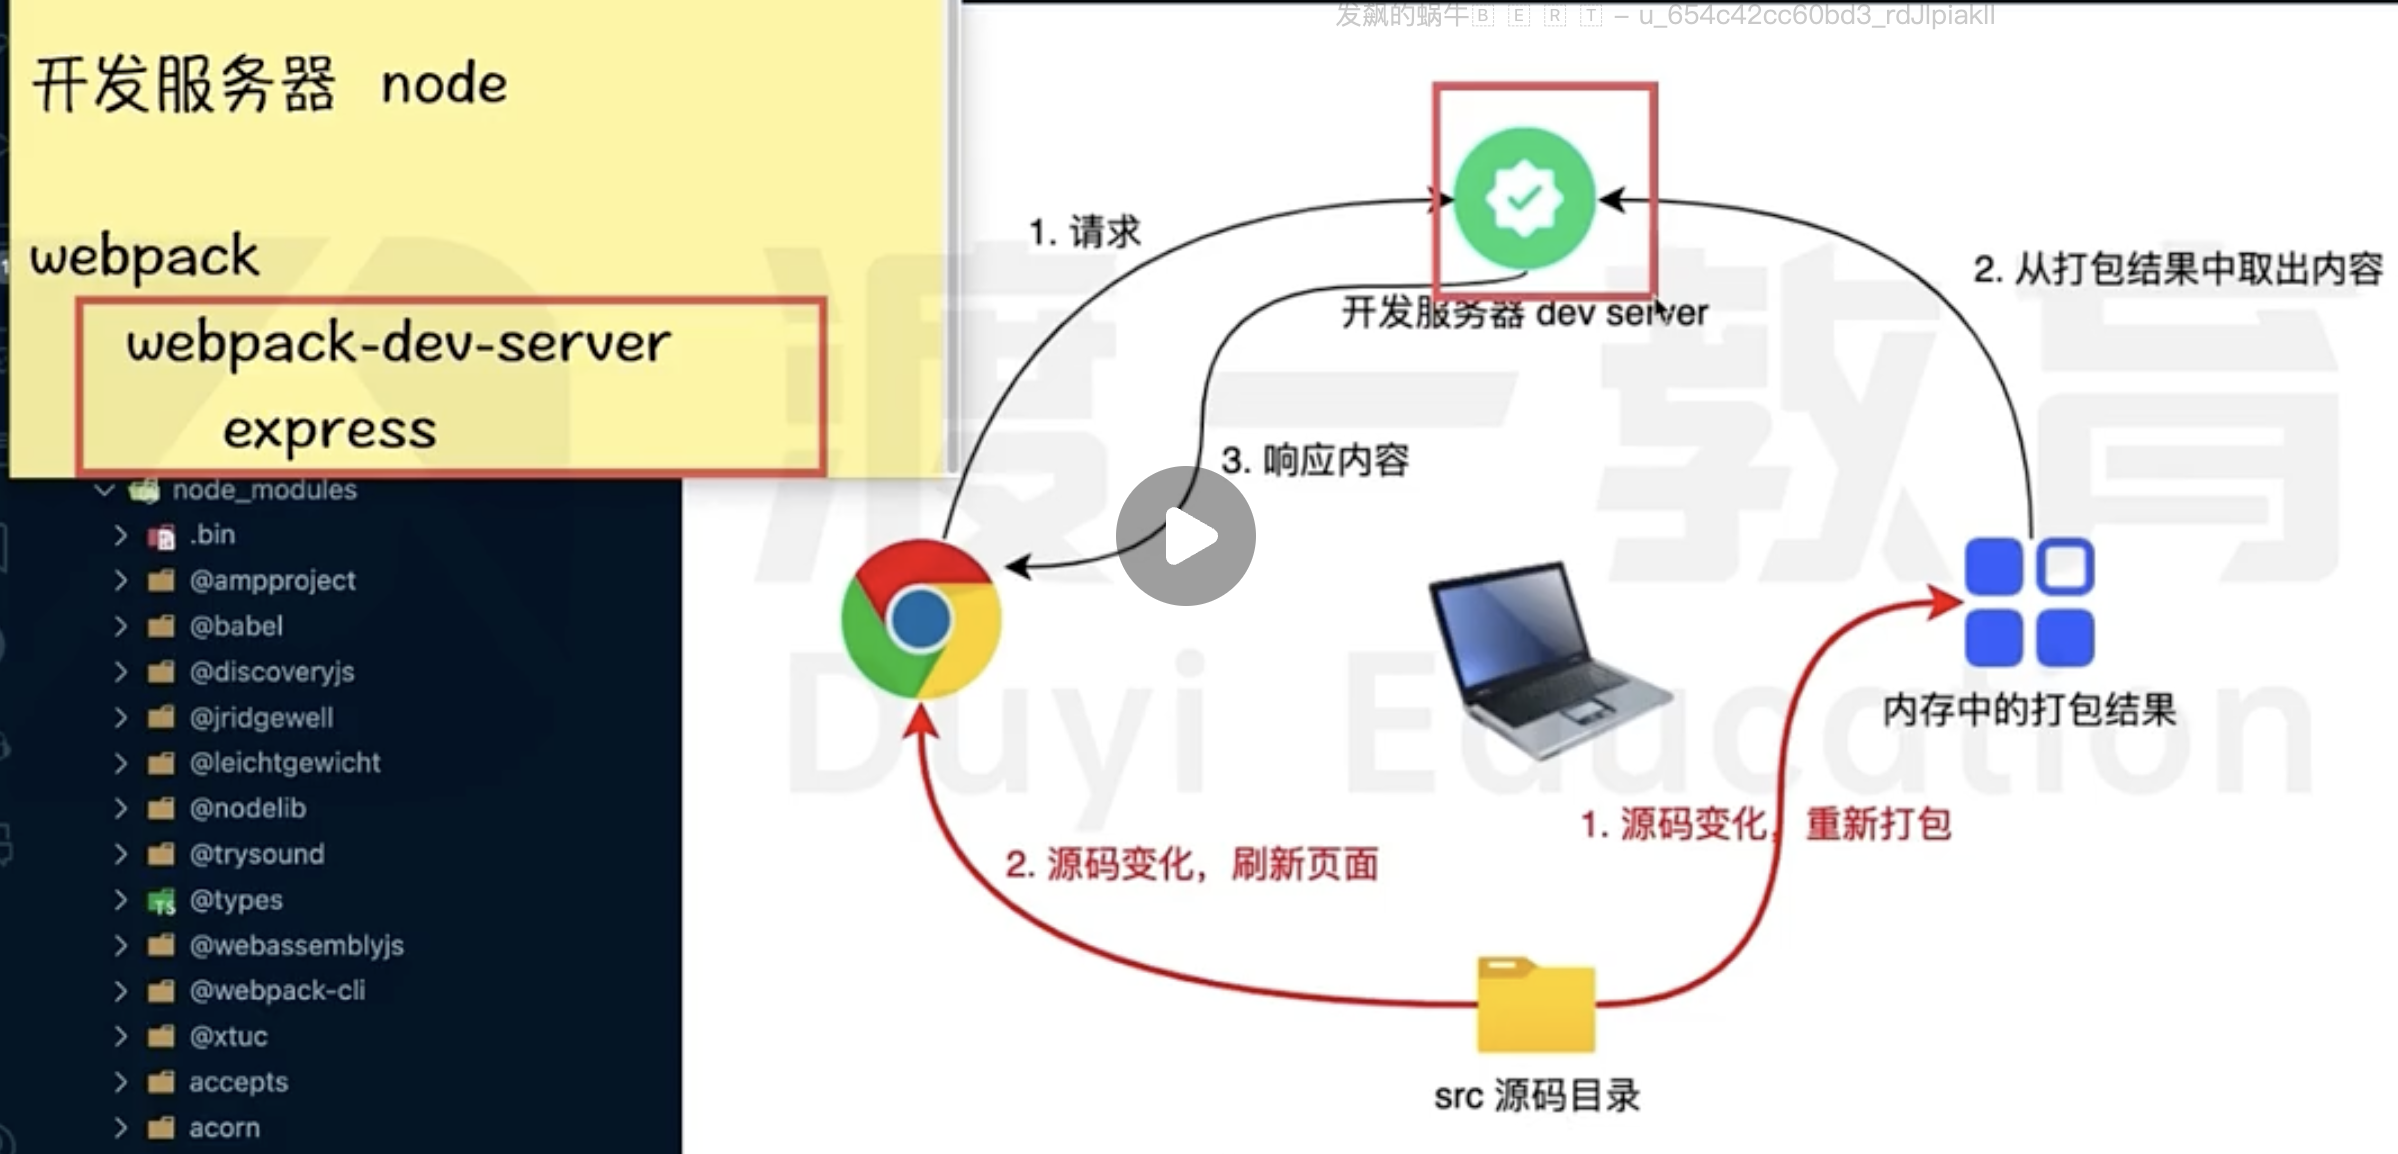 发飙的蜗牛BERT – u_654c42cc60bd3_rdJlpiakll
开发服务器 node
webpack
webpack-dev-server
express
node_modules
.bin
@ampproject
@babel
@discoveryjs
@jridgewell
@leichtgewicht
@nodelib
@trysound
@types
@webassemblyjs
@webpack-cli
@xtuc
accepts
acorn
1. 请求
开发服务器 dev server
2. 从打包结果中取出内容
3. 响应内容
内存中的打包结果
1. 源码变化，重新打包
2. 源码变化，刷新页面
src 源码目录
渡一教育
Duyi Education